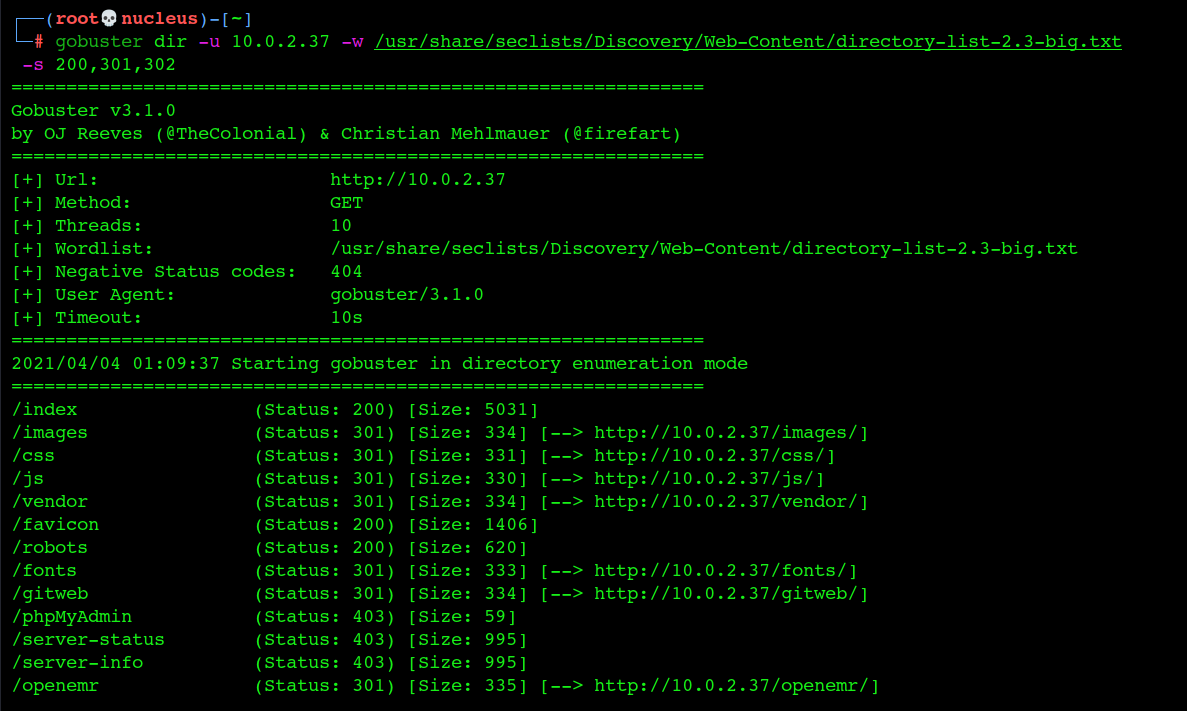 ┌──(root💀nucleus)-[~]
└─# gobuster dir -u 10.0.2.37 -w /usr/share/seclists/Discovery/Web-Content/directory-list-2.3-big.txt
 -s 200,301,302
===============================================================
Gobuster v3.1.0
by OJ Reeves (@TheColonial) & Christian Mehlmauer (@firefart)
===============================================================
[+] Url:                     http://10.0.2.37
[+] Method:                  GET
[+] Threads:                 10
[+] Wordlist:                /usr/share/seclists/Discovery/Web-Content/directory-list-2.3-big.txt
[+] Negative Status codes:   404
[+] User Agent:              gobuster/3.1.0
[+] Timeout:                 10s
===============================================================
2021/04/04 01:09:37 Starting gobuster in directory enumeration mode
===============================================================
/index                (Status: 200) [Size: 5031]
/images               (Status: 301) [Size: 334] [--> http://10.0.2.37/images/]
/css                  (Status: 301) [Size: 331] [--> http://10.0.2.37/css/]
/js                   (Status: 301) [Size: 330] [--> http://10.0.2.37/js/]
/vendor               (Status: 301) [Size: 334] [--> http://10.0.2.37/vendor/]
/favicon              (Status: 200) [Size: 1406]
/robots               (Status: 200) [Size: 620]
/fonts                (Status: 301) [Size: 333] [--> http://10.0.2.37/fonts/]
/gitweb               (Status: 301) [Size: 334] [--> http://10.0.2.37/gitweb/]
/phpMyAdmin           (Status: 403) [Size: 59]
/server-status        (Status: 403) [Size: 995]
/server-info          (Status: 403) [Size: 995]
/openemr              (Status: 301) [Size: 335] [--> http://10.0.2.37/openemr/]